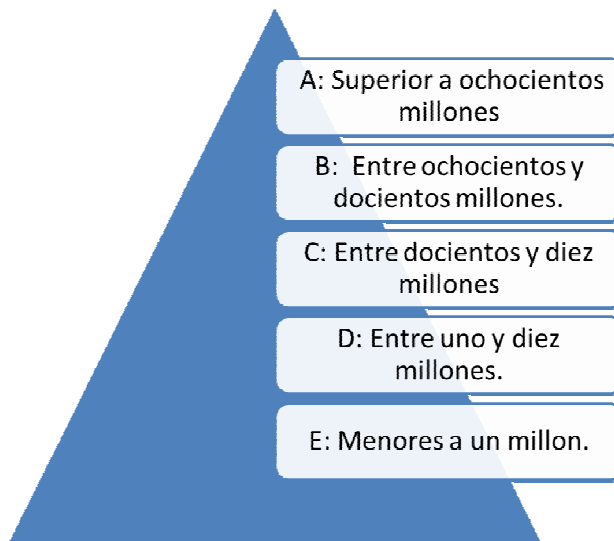 A: Superior a ochocientos
millones
B:  Entre ochocientos y
docientos millones.
C: Entre docientos y diez
millones
D: Entre uno y diez
millones.
E: Menores a un millon.